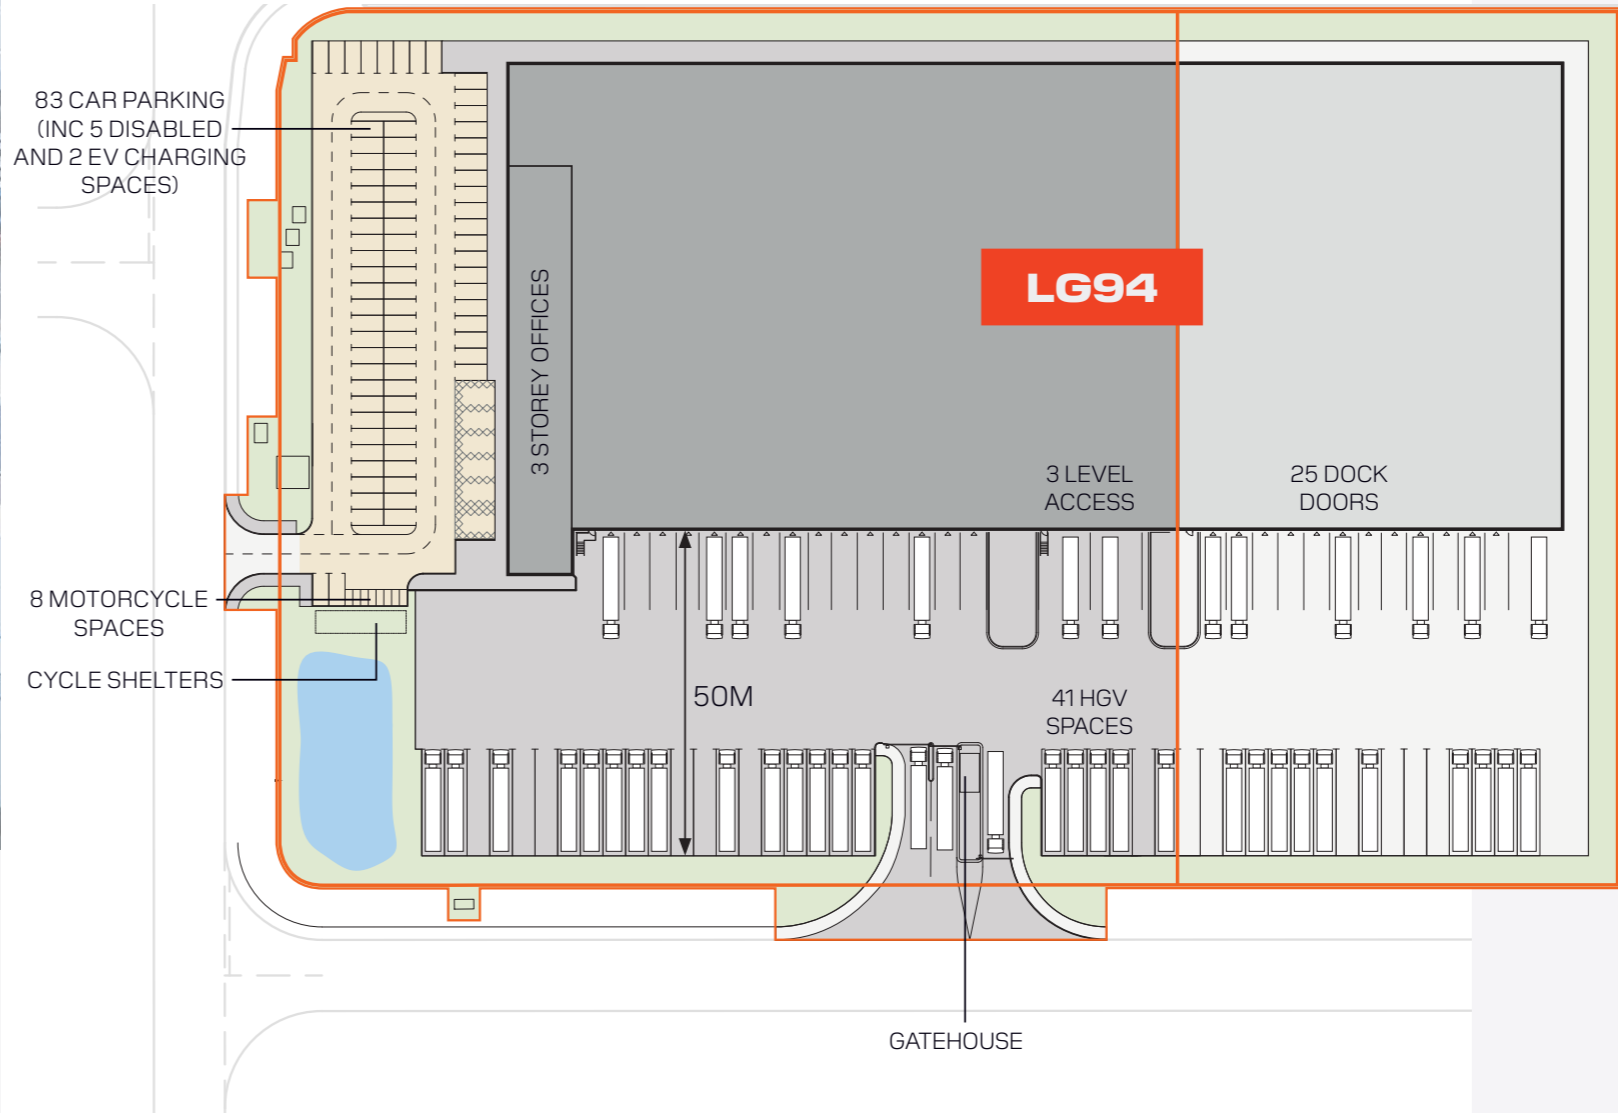 83 CAR PARKING
(INC 5 DISABLED
AND 2 EV CHARGING
SPACES)
3 STOREY OFFICES
LG94
3 LEVEL
ACCESS
25 DOCK
DOORS
8 MOTORCYCLE
SPACES
CYCLE SHELTERS
50M
41 HGV
SPACES
GATEHOUSE